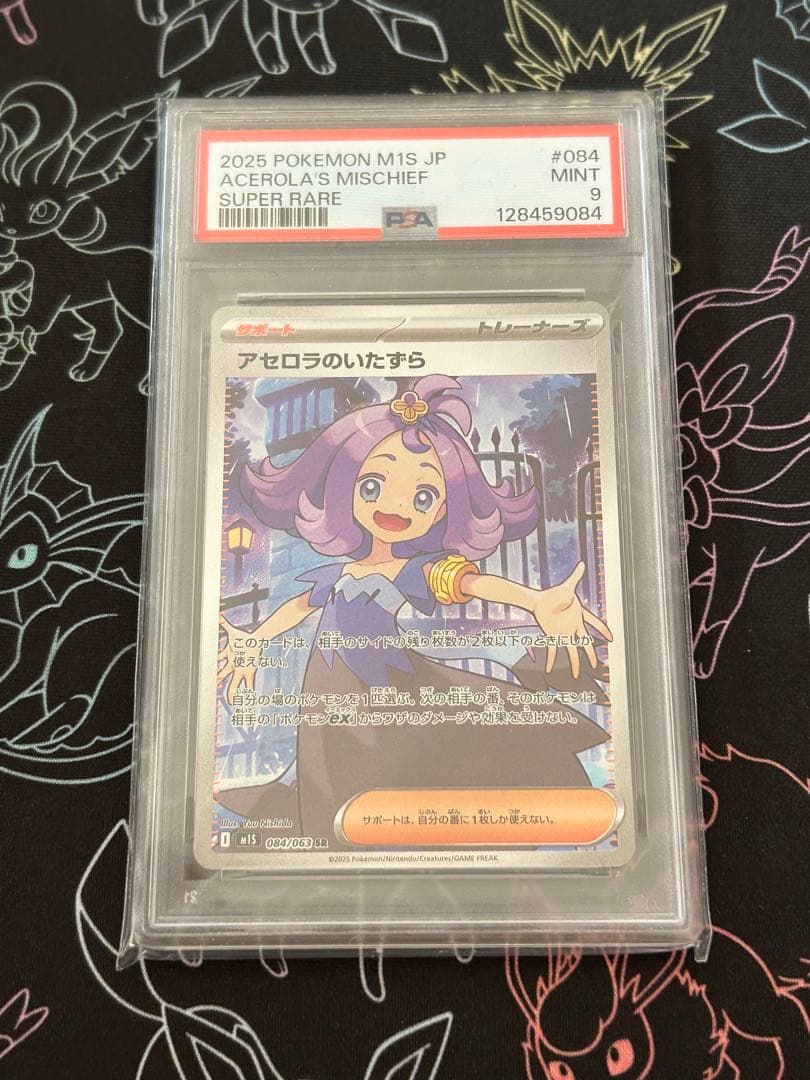 2025 POKEMON M1S JP #084
ACEROLA'S MISCHIEF MINT
SUPER RARE 9
PSA 128459084
サポート トレーナーズ
アセロラのいたずら
このカードは、相手のサイドの残り枚数が2枚以下のときにしか
使えない。
自分の場のポケモンを1匹選ぶ。次の相手の番、そのポケモンは
相手の「ポケモンex」からワザのダメージや効果を受けない。
サポートは、自分の番に1枚しか使えない。
Illus. You Nishida
I M1S 084/063 SR
©2025 Pokémon/Nintendo/Creatures/GAME FREAK